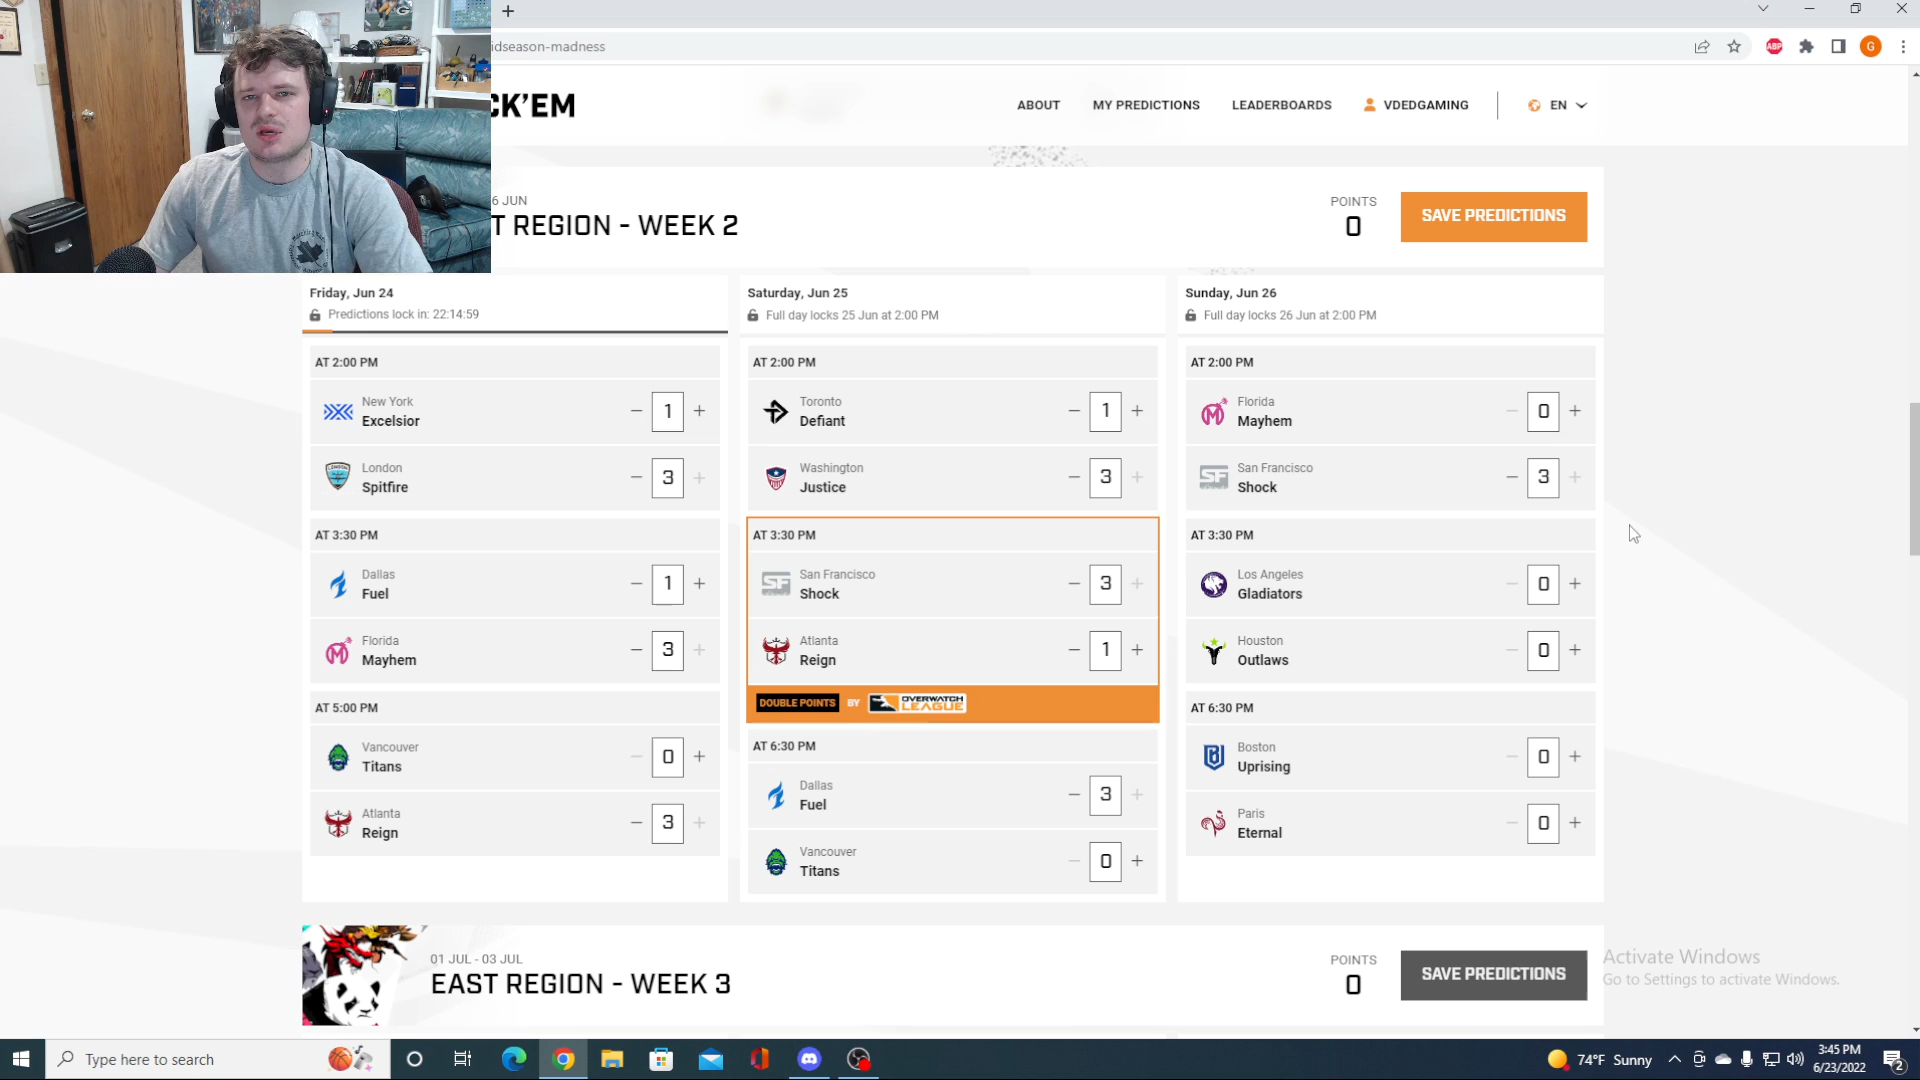 idseason-madness
CK'EM
ABOUT
MY PREDICTIONS
LEADERBOARDS
VDEDGAMING
EN
6 JUN
T REGION - WEEK 2
POINTS
0
SAVE PREDICTIONS
Friday, Jun 24
Predictions lock in: 22:14:59
AT 2:00 PM
New York
Excelsior
1
London
Spitfire
3
AT 3:30 PM
Dallas
Fuel
1
Florida
Mayhem
3
AT 5:00 PM
Vancouver
Titans
0
Atlanta
Reign
3
Saturday, Jun 25
Full day locks 25 Jun at 2:00 PM
AT 2:00 PM
Toronto
Defiant
1
Washington
Justice
3
AT 3:30 PM
San Francisco
Shock
3
Atlanta
Reign
1
DOUBLE POINTS BY OVERWATCH LEAGUE
AT 6:30 PM
Dallas
Fuel
3
Vancouver
Titans
0
Sunday, Jun 26
Full day locks 26 Jun at 2:00 PM
AT 2:00 PM
Florida
Mayhem
0
San Francisco
Shock
3
AT 3:30 PM
Los Angeles
Gladiators
0
Houston
Outlaws
0
AT 6:30 PM
Boston
Uprising
0
Paris
Eternal
0
01 JUL - 03 JUL
EAST REGION - WEEK 3
POINTS
0
SAVE PREDICTIONS
Activate Windows
Go to Settings to activate Windows.
Type here to search
74°F Sunny
3:45 PM
6/23/2022
2